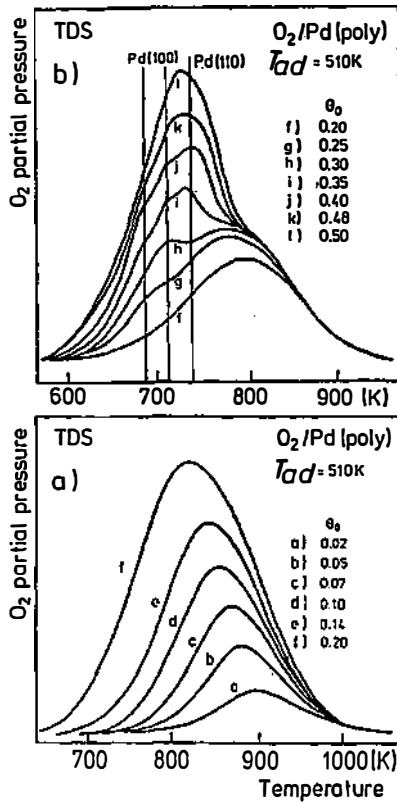 TDS
O₂/Pd(poly)
Pd(100)
Pd(110)
b)
Tad = 510K
O₂ partial pressure
θ₀
f) 0.20
g) 0.25
h) 0.30
i) 0.35
j) 0.40
k) 0.48
l) 0.50
l
k
j
i
h
g
f
600 700 800 900 (K)
TDS
O₂/Pd(poly)
a)
Tad = 510K
O₂ partial pressure
θ₀
a) 0.02
b) 0.05
c) 0.07
d) 0.10
e) 0.14
f) 0.20
f
e
d
c
b
a
700 800 900 1000 (K)
Temperature